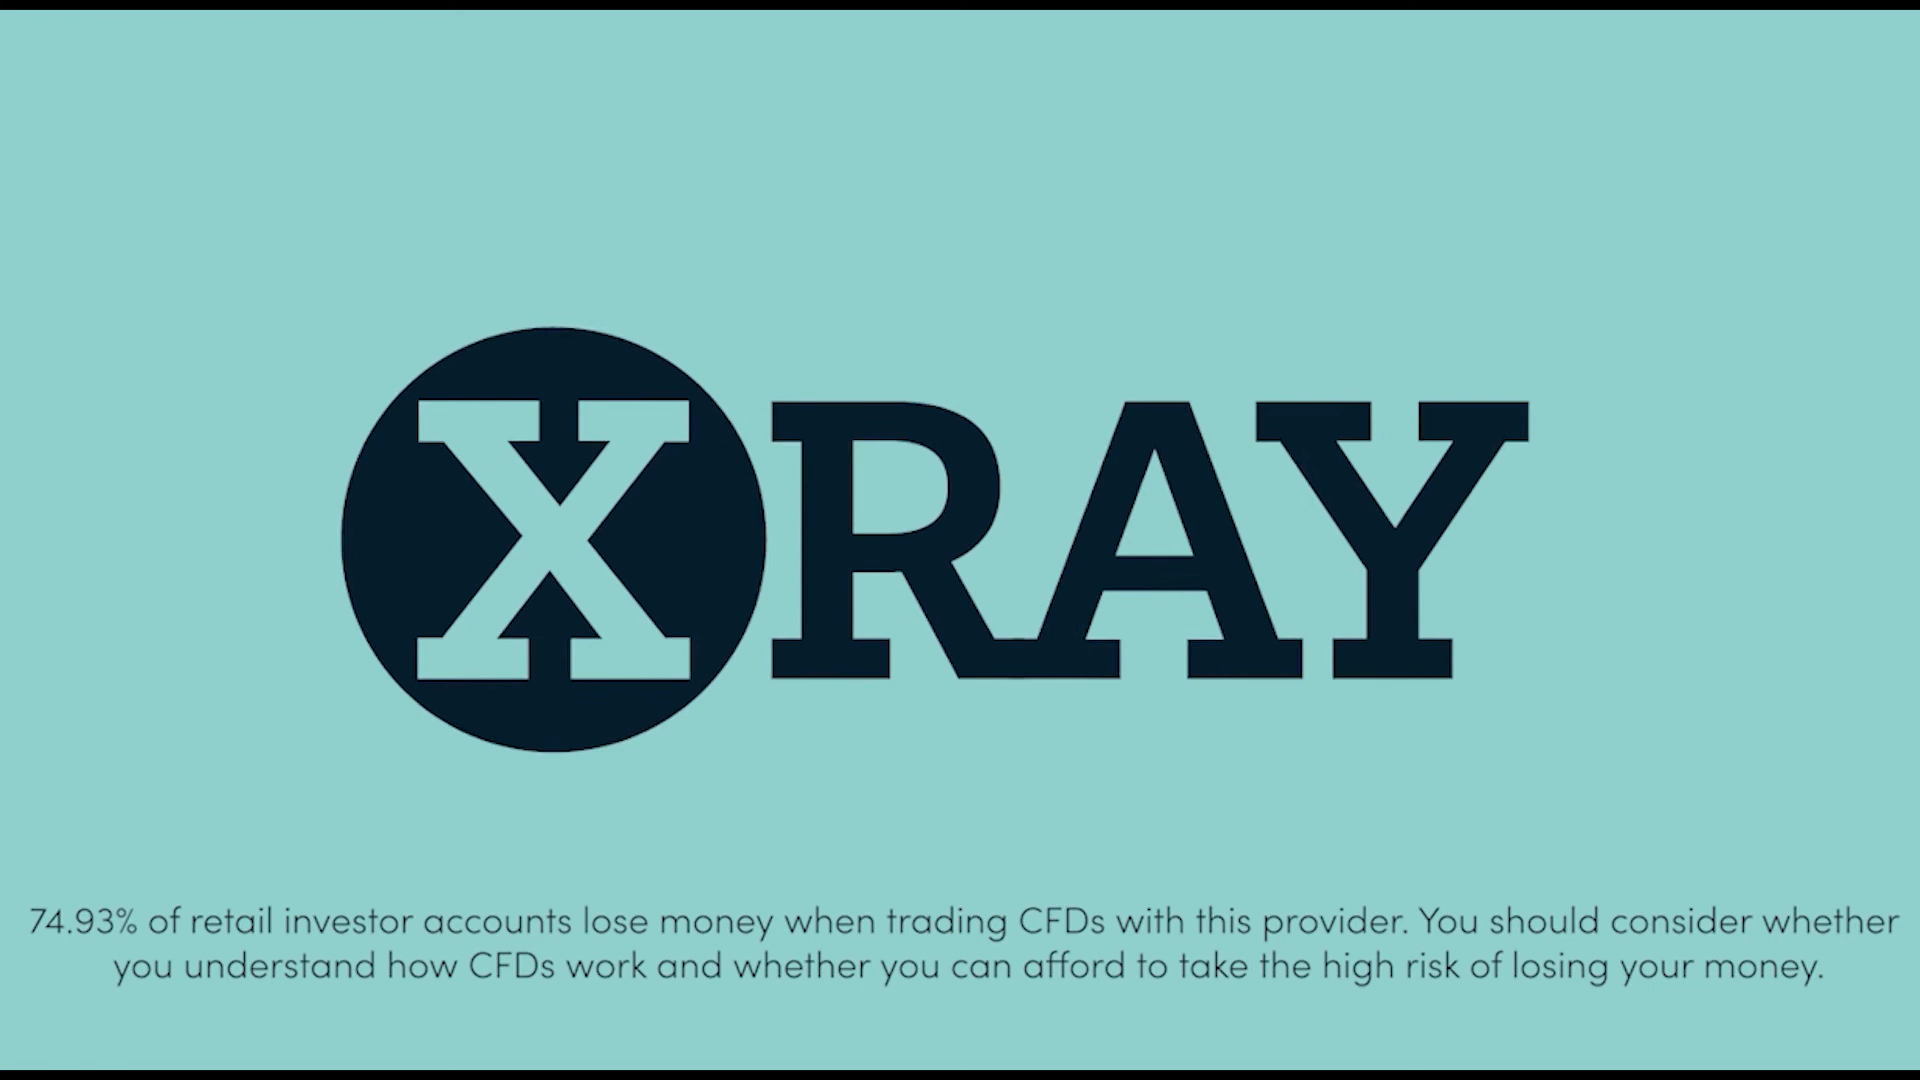 XRAY
74.93% of retail investor accounts lose money when trading CFDs with this provider. You should consider whether
you understand how CFDs work and whether you can afford to take the high risk of losing your money.